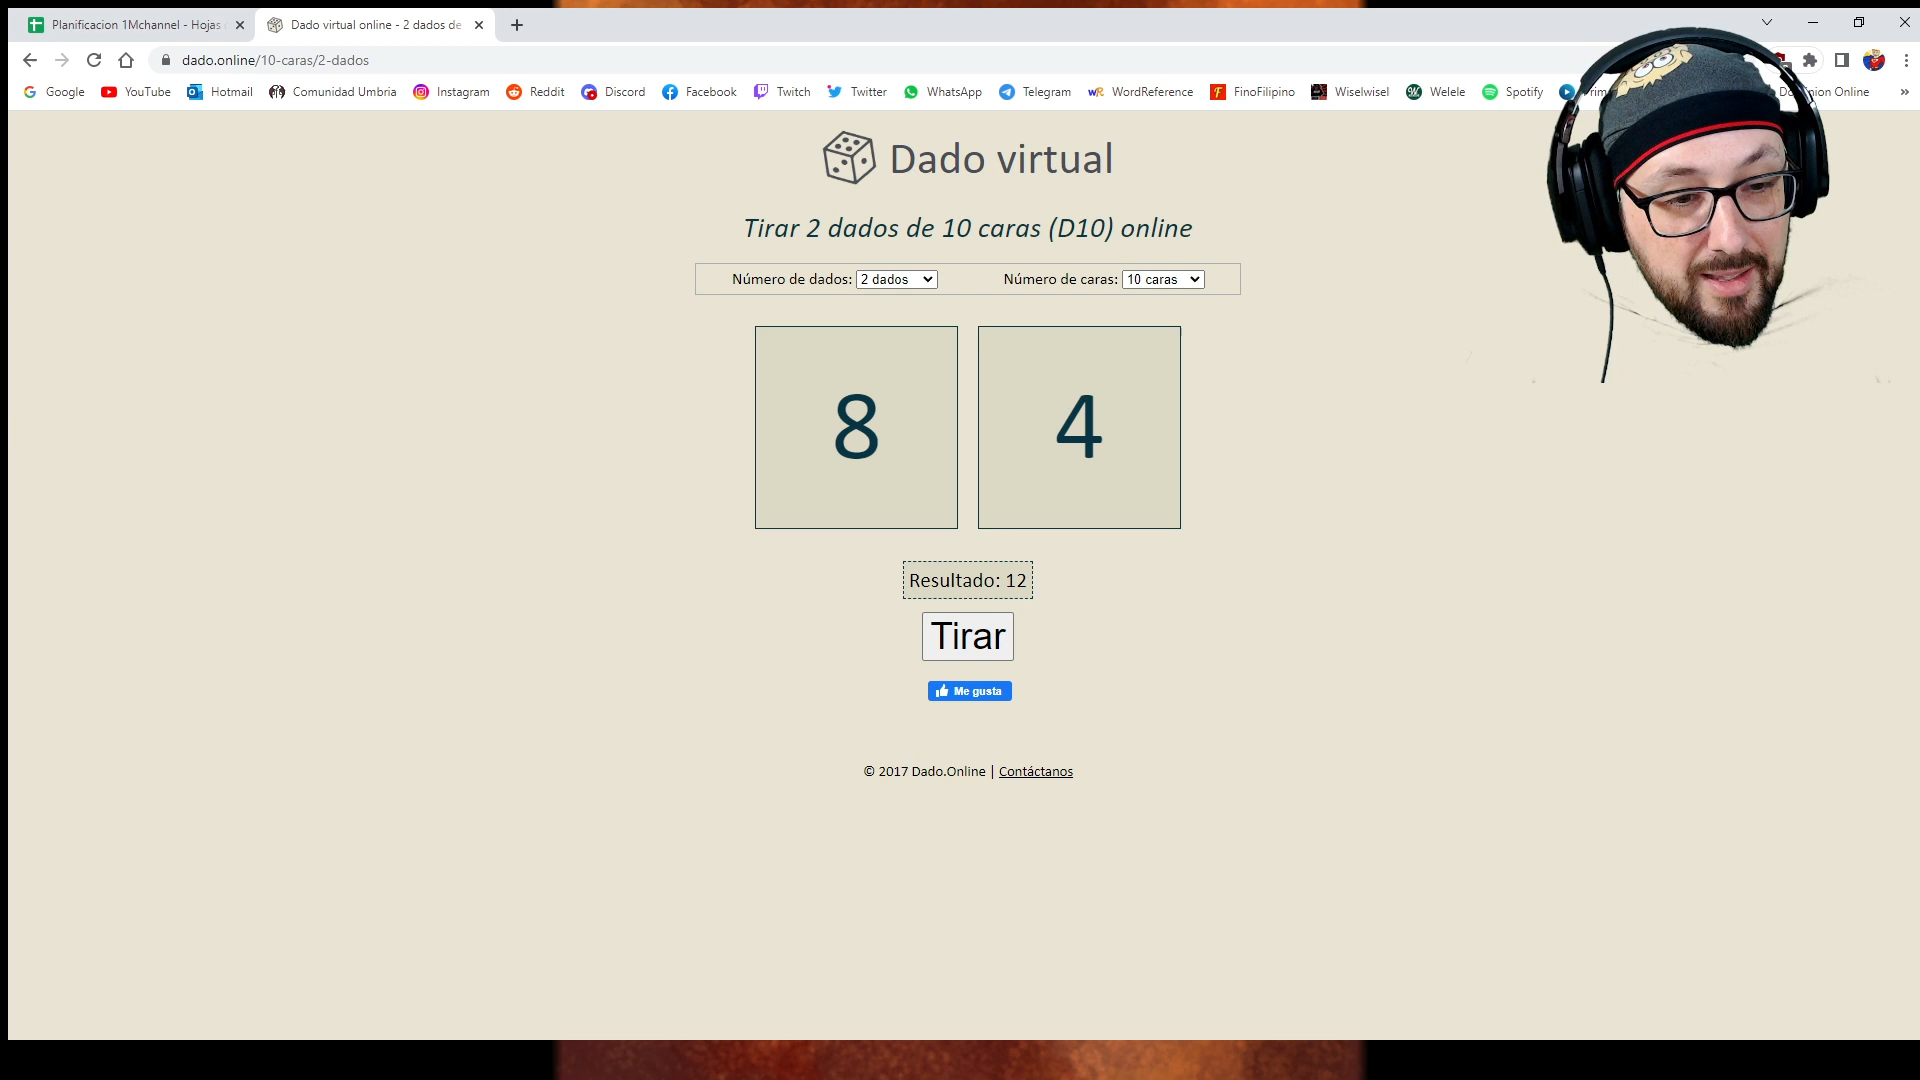 Planificacion 1Mchannel - Hojas
Dado virtual online - 2 dados de
dado.online/10-caras/2-dados
Google YouTube Hotmail Comunidad Umbria Instagram Reddit Discord Facebook Twitch Twitter WhatsApp Telegram WordReference FinoFilipino Wiselwisel Welele Spotify Online
Dado virtual
Tirar 2 dados de 10 caras (D10) online
Número de dados: 2 dados Número de caras: 10 caras
8 4
Resultado: 12
Tirar
Me gusta
© 2017 Dado.Online | Contáctanos